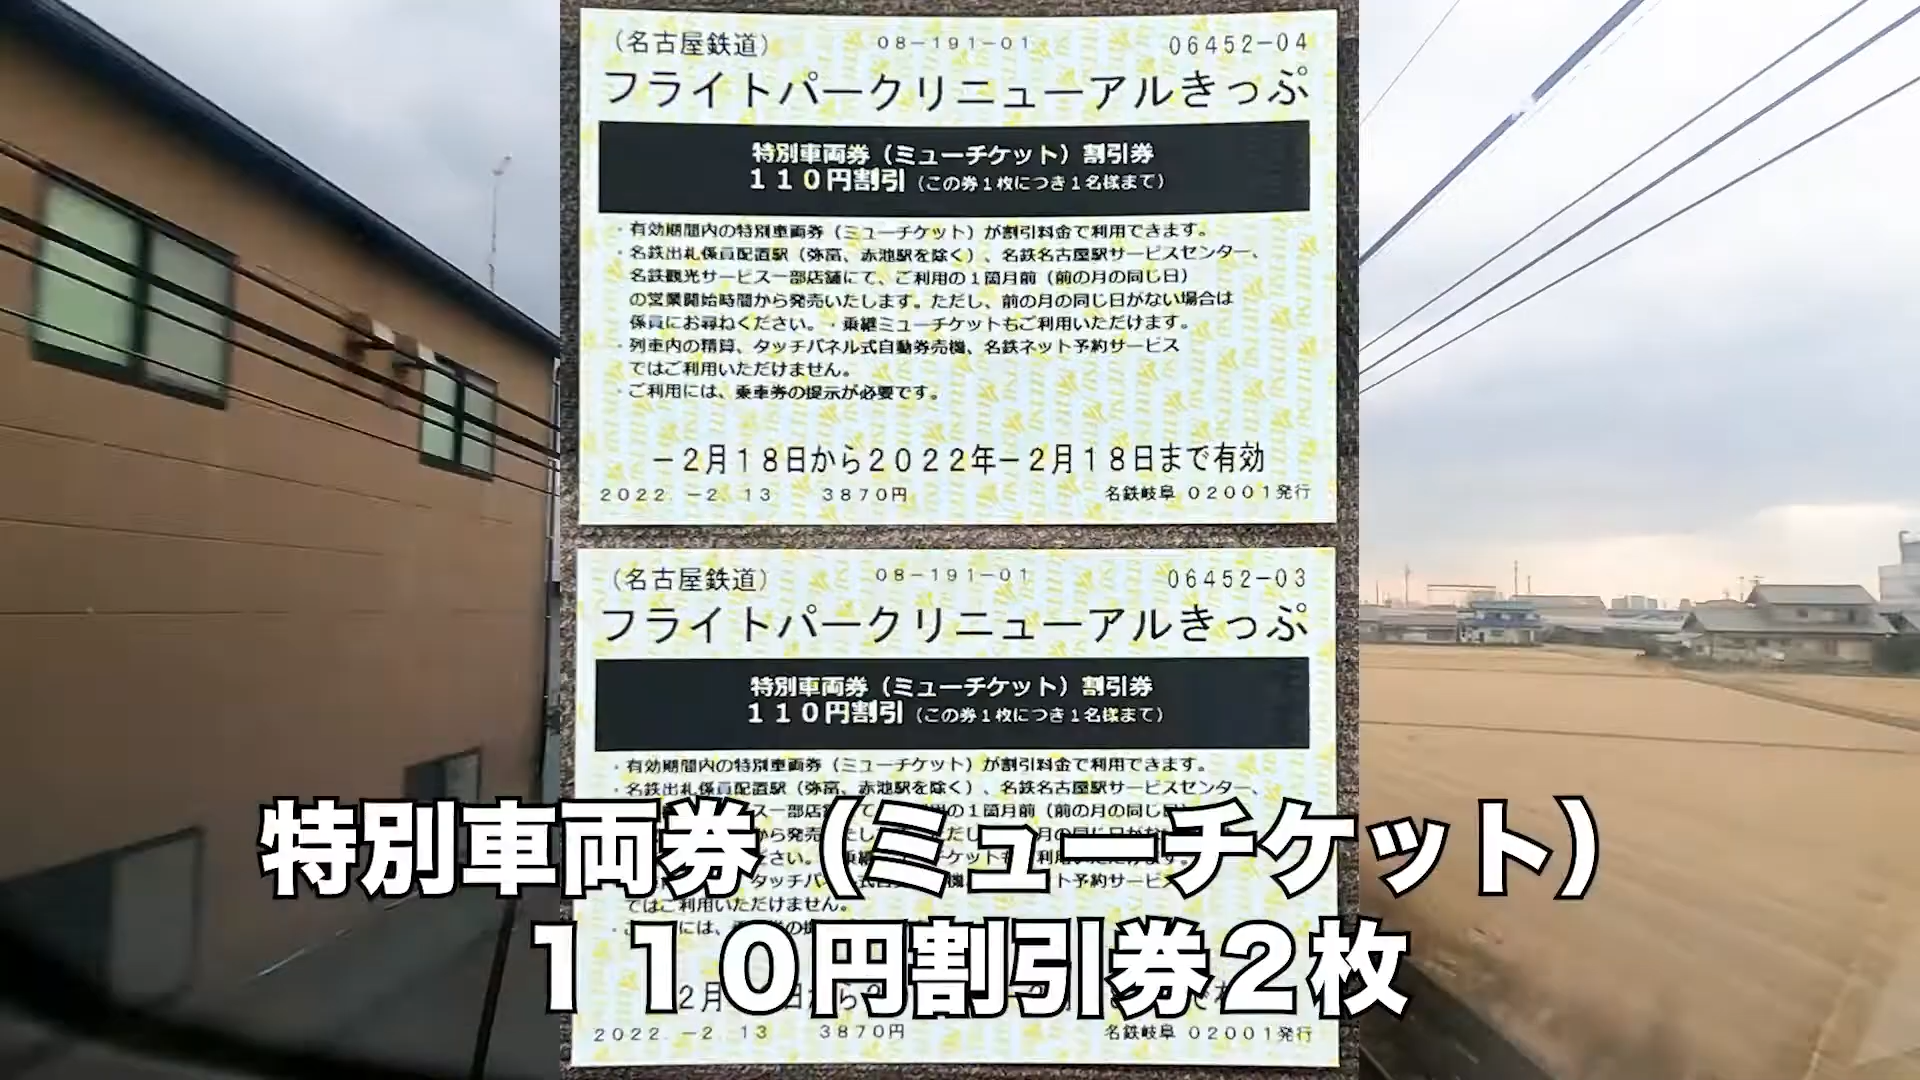 （名古屋鉄道） 08-191-01 06452-04
フライトパークリニューアルきっぷ
特別車両券（ミューチケット）割引券
１１０円割引（この券１枚につき１名様まで）
・有効期間内の特別車両券（ミューチケット）が割引料金で利用できます。
・名鉄出札係員配置駅（弥富、赤池駅を除く）、名鉄名古屋駅サービスセンター、
名鉄観光サービス一部店舗にて、ご利用の１箇月前（前の月の同じ日）
の営業開始時間から発売いたします。ただし、前の月の同じ日がない場合は
係員にお尋ねください。・乗継ミューチケットもご利用いただけます。
・列車内の精算、タッチパネル式自動券売機、名鉄ネット予約サービス
ではご利用いただけません。
・ご利用には、乗車券の提示が必要です。
－２月１８日から２０２２年－２月１８日まで有効
２０２２．－２．１３ ３８７０円 名鉄岐阜 ０２００１発行
（名古屋鉄道） 08-191-01 06452-03
フライトパークリニューアルきっぷ
特別車両券（ミューチケット）割引券
１１０円割引（この券１枚につき１名様まで）
・有効期間内の特別車両券（ミューチケット）が割引料金で利用できます。
・名鉄出札係員配置駅（弥富、赤池駅を除く）、名鉄名古屋駅サービスセンター、
ではご利用いただけません。
特別車両券（ミューチケット）
１１０円割引券２枚
２０２２．－２．１３ ３８７０円 名鉄岐阜 ０２００１発行